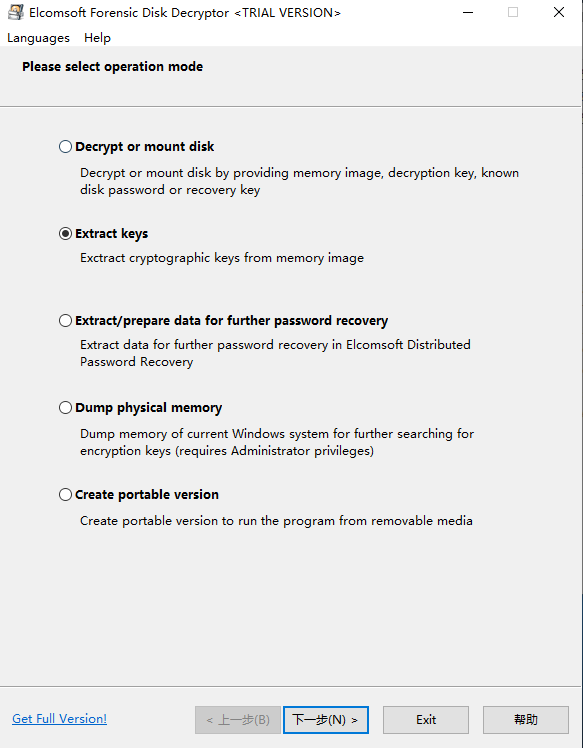 Elcomsoft Forensic Disk Decryptor <TRIAL VERSION>
Languages Help
Please select operation mode
Decrypt or mount disk
Decrypt or mount disk by providing memory image, decryption key, known
disk password or recovery key
Extract keys
Exctract cryptographic keys from memory image
Extract/prepare data for further password recovery
Extract data for further password recovery in Elcomsoft Distributed
Password Recovery
Dump physical memory
Dump memory of current Windows system for further searching for
encryption keys (requires Administrator privileges)
Create portable version
Create portable version to run the program from removable media
Get Full Version! < 上一步(B) 下一步(N) > Exit 帮助